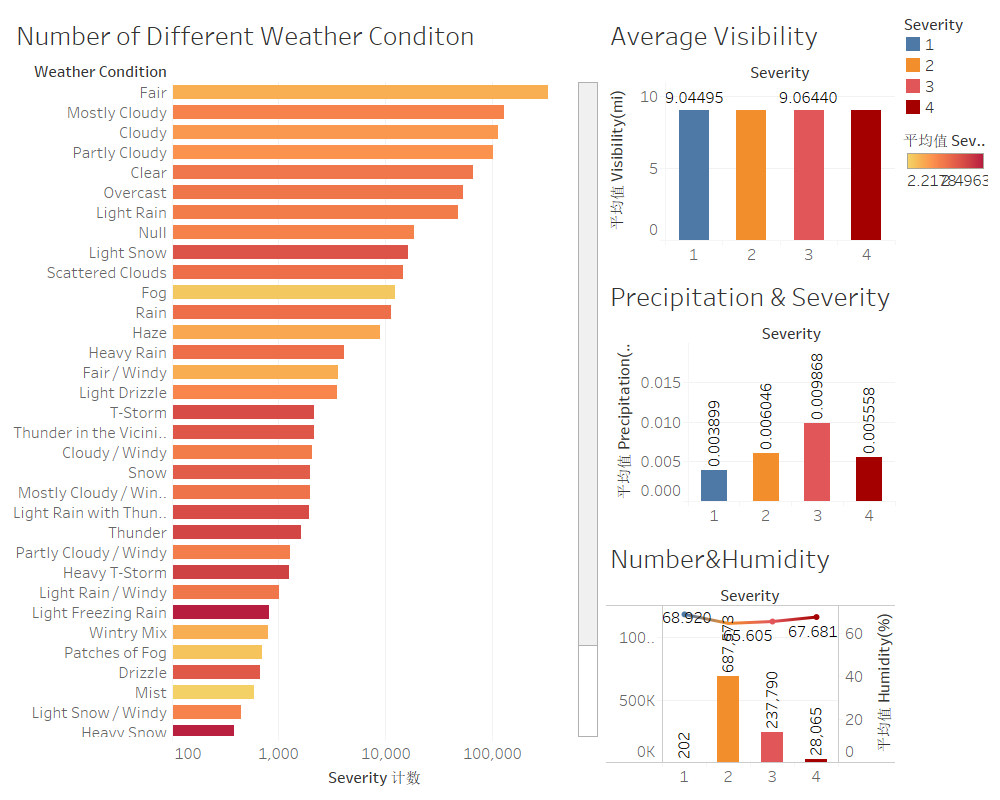 Number of Different Weather Conditon
Weather Condition
Fair
Mostly Cloudy
Cloudy
Partly Cloudy
Clear
Overcast
Light Rain
Null
Light Snow
Scattered Clouds
Fog
Rain
Haze
Heavy Rain
Fair / Windy
Light Drizzle
T-Storm
Thunder in the Vicini..
Cloudy / Windy
Snow
Mostly Cloudy / Win..
Light Rain with Thun..
Thunder
Partly Cloudy / Windy
Heavy T-Storm
Light Rain / Windy
Light Freezing Rain
Wintry Mix
Patches of Fog
Drizzle
Mist
Light Snow / Windy
Heavy Snow
100 1,000 10,000 100,000
Severity 计数
Average Visibility
Severity
平均值 Visibility(mi)
10
5
0
9.04495 9.06440
1 2 3 4
Precipitation & Severity
Severity
平均值 Precipitation(..
0.015
0.010
0.005
0.000
0.003899 0.006046 0.009868 0.005558
1 2 3 4
Number&Humidity
Severity
100..
500K
0K
68.920 65.605 67.681
202 687,573 237,790 28,065
60
40
20
0
平均值 Humidity(%)
1 2 3 4
Severity
1
2
3
4
平均值 Sev..
2.2178